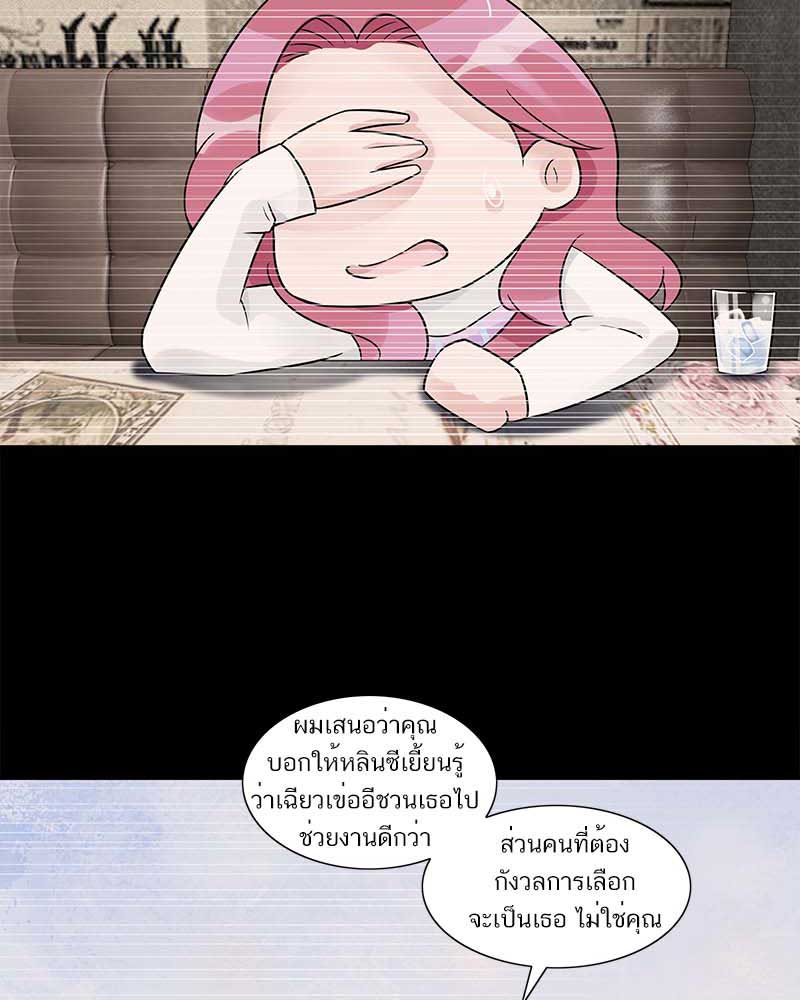 ผมเสนอว่าคุณ
บอกให้หลินซีเยี้ยนรู้
ว่าเฉียวเข่ออีชวนเธอไป
ช่วยงานดีกว่า
ส่วนคนที่ต้อง
กังวลการเลือก
จะเป็นเธอ ไม่ใช่คุณ